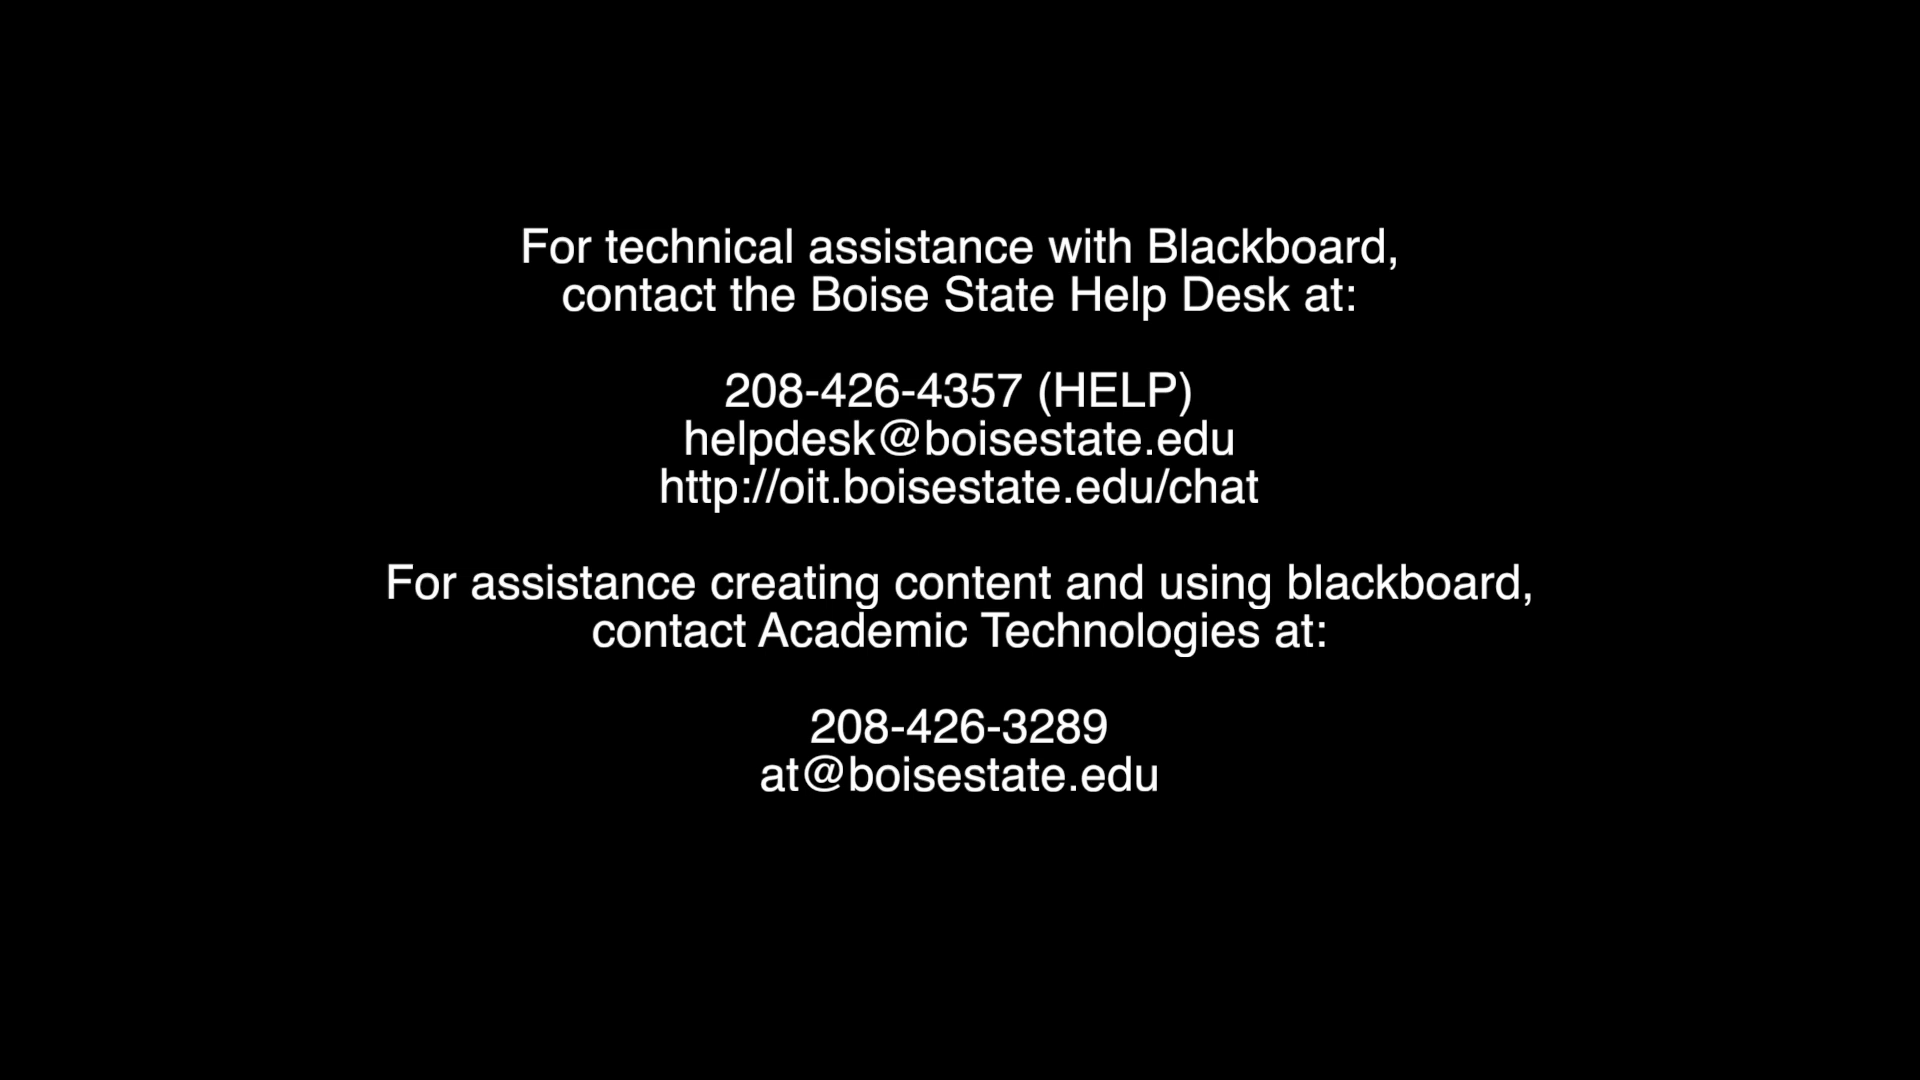 For technical assistance with Blackboard,
contact the Boise State Help Desk at:
208-426-4357 (HELP)
helpdesk@boisestate.edu
http://oit.boisestate.edu/chat
For assistance creating content and using blackboard,
contact Academic Technologies at:
208-426-3289
at@boisestate.edu